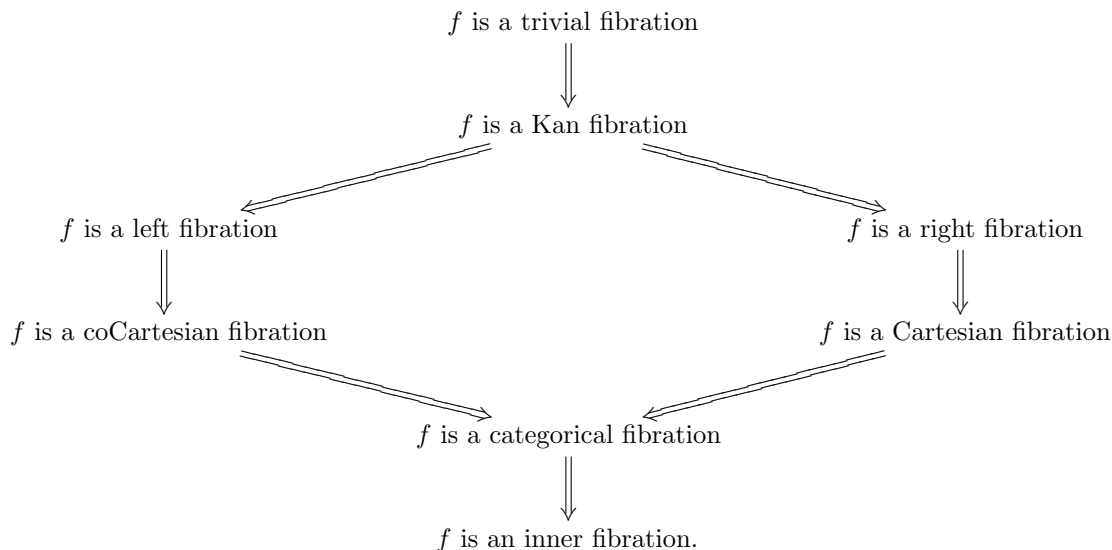 f is a trivial fibration
f is a Kan fibration
f is a left fibration
f is a right fibration
f is a coCartesian fibration
f is a Cartesian fibration
f is a categorical fibration
f is an inner fibration.